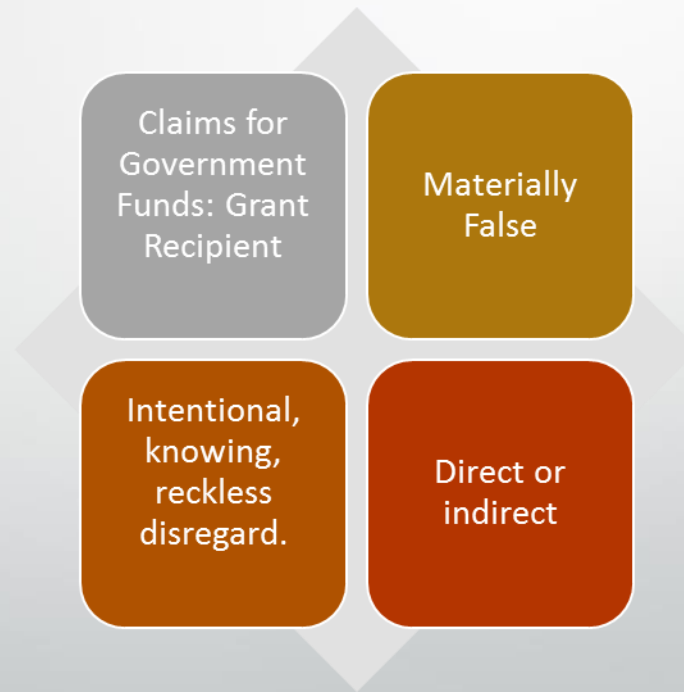 Claims for
Government
Funds: Grant
Recipient
Materially
False
Intentional,
knowing,
reckless
disregard.
Direct or
indirect